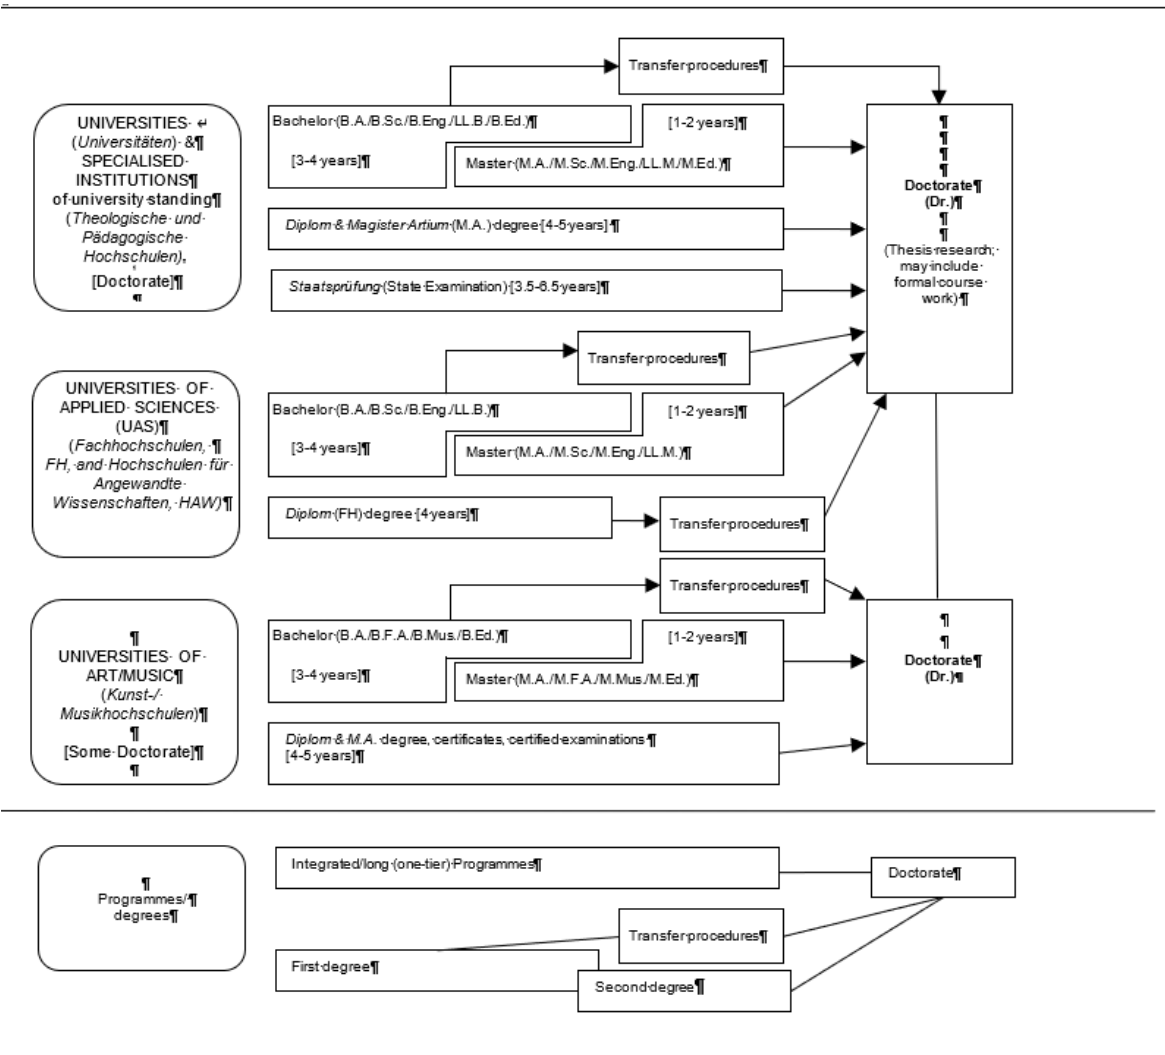 Transfer procedures¶
UNIVERSITIES ↵
(Universitäten) &¶
SPECIALISED
INSTITUTIONS¶
of university standing¶
(Theologische und
Pädagogische
Hochschulen),
[Doctorate]¶
¶
Bachelor (B.A./B.Sc./B.Eng./LL.B./B.Ed.)¶
[3-4 years]¶
[1-2 years]¶
Master (M.A./M.Sc./M.Eng./LL.M./M.Ed.)¶
Diplom & Magister Artium (M.A.) degree [4-5 years] ¶
Staatsprüfung (State Examination) [3.5-6.5 years]¶
¶
¶
¶
¶
Doctorate¶
(Dr.)¶
¶
¶
(Thesis research;
may include
formal course
work) ¶
Transfer procedures¶
UNIVERSITIES OF
APPLIED SCIENCES
(UAS)¶
(Fachhochschulen, ¶
FH, and Hochschulen für
Angewandte
Wissenschaften, HAW)¶
Bachelor (B.A./B.Sc./B.Eng./LL.B.)¶
[3-4 years]¶
[1-2 years]¶
Master (M.A./M.Sc./M.Eng./LL.M.)¶
Diplom (FH) degree [4 years]¶
Transfer procedures¶
Transfer procedures¶
¶
UNIVERSITIES OF
ART/MUSIC¶
(Kunst-/
Musikhochschulen)¶
¶
[Some Doctorate]¶
¶
Bachelor (B.A./B.F.A./B.Mus./B.Ed.)¶
[3-4 years]¶
[1-2 years]¶
Master (M.A./M.F.A./M.Mus./M.Ed.)¶
Diplom & M.A. degree, certificates, certified examinations ¶
[4-5 years]¶
¶
¶
Doctorate¶
(Dr.)¶
¶
Programmes/¶
degrees¶
Integrated/long (one-tier) Programmes¶
Doctorate¶
Transfer procedures¶
First degree¶
Second degree¶